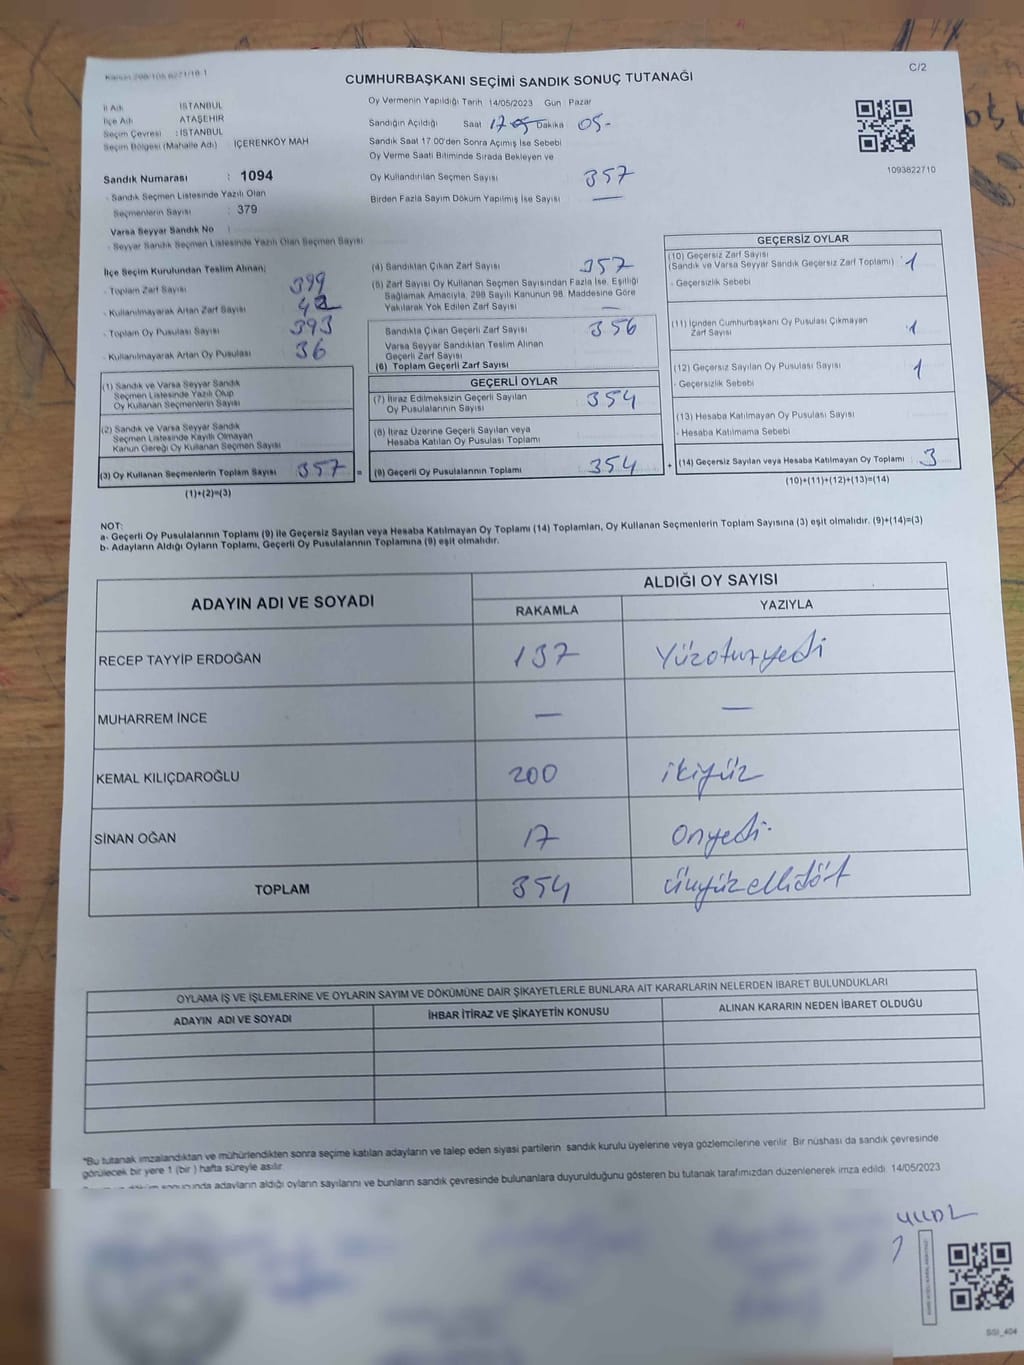 Kanun 298/105 6271/18-1
C/2
CUMHURBAŞKANI SEÇİMİ SANDIK SONUÇ TUTANAĞI
İl Adı : İSTANBUL
İlçe Adı : ATAŞEHİR
Seçim Çevresi : İSTANBUL
Seçim Bölgesi (Mahalle Adı) İÇERENKÖY MAH
Sandık Numarası : 1094
- Sandık Seçmen Listesinde Yazılı Olan
Seçmenlerin Sayısı : 379
Varsa Seyyar Sandık No :
- Seyyar Sandık Seçmen Listesinde Yazılı Olan Seçmen Sayısı
Oy Vermenin Yapıldığı Tarih 14/05/2023 Gün Pazar
Sandığın Açıldığı Saat 17-05 Dakika 05-
Sandık Saat 17.00'den Sonra Açımış İse Sebebi
Oy Verme Saati Bitiminde Sırada Bekleyen ve
Oy Kullandırılan Seçmen Sayısı 357
Birden Fazla Sayım Döküm Yapılmış İse Sayısı —
1093822710
İlçe Seçim Kurulundan Teslim Alınan;
- Toplam Zarf Sayısı 399
- Kullanılmayarak Artan Zarf Sayısı 42
- Toplam Oy Pusulası Sayısı 393
- Kullanılmayarak Artan Oy Pusulası 36
(1) Sandık ve Varsa Seyyar Sandık
Seçmen Listesinde Yazılı Olup
Oy Kullanan Seçmenlerin Sayısı
(2) Sandık ve Varsa Seyyar Sandık
Seçmen Listesinde Kayıtlı Olmayan
Kanun Gereği Oy Kullanan Seçmen Sayısı
(3) Oy Kullanan Seçmenlerin Toplam Sayısı 357 =
(1)+(2)=(3)
(4) Sandıktan Çıkan Zarf Sayısı 357
(5) Zarf Sayısı Oy Kullanan Seçmen Sayısından Fazla İse, Eşitliği
Sağlamak Amacıyla, 298 Sayılı Kanunun 98. Maddesine Göre
Yakılarak Yok Edilen Zarf Sayısı —
Sandıkta Çıkan Geçerli Zarf Sayısı 356
Varsa Seyyar Sandıktan Teslim Alınan
Geçerli Zarf Sayısı
(6) Toplam Geçerli Zarf Sayısı
GEÇERLİ OYLAR
(7) İtiraz Edilmeksizin Geçerli Sayılan
Oy Pusulalarının Sayısı 354
(8) İtiraz Üzerine Geçerli Sayılan veya
Hesaba Katılan Oy Pusulası Toplamı
(9) Geçerli Oy Pusulalarının Toplamı 354 +
GEÇERSİZ OYLAR
(10) Geçersiz Zarf Sayısı
(Sandık ve Varsa Seyyar Sandık Geçersiz Zarf Toplamı) 1
- Geçersizlik Sebebi
(11) İçinden Cumhurbaşkanı Oy Pusulası Çıkmayan
Zarf Sayısı 1
(12) Geçersiz Sayılan Oy Pusulası Sayısı 1
- Geçersizlik Sebebi
(13) Hesaba Katılmayan Oy Pusulası Sayısı
- Hesaba Katılmama Sebebi
(14) Geçersiz Sayılan veya Hesaba Katılmayan Oy Toplamı 3
(10)+(11)+(12)+(13)=(14)
NOT:
a- Geçerli Oy Pusulalarının Toplamı (9) ile Geçersiz Sayılan veya Hesaba Katılmayan Oy Toplamı (14) Toplamları, Oy Kullanan Seçmenlerin Toplam Sayısına (3) eşit olmalıdır. (9)+(14)=(3)
b- Adayların Aldığı Oyların Toplamı, Geçerli Oy Pusulalarının Toplamına (9) eşit olmalıdır.
ADAYIN ADI VE SOYADI ALDIĞI OY SAYISI
RAKAMLA YAZIYLA
RECEP TAYYİP ERDOĞAN 137 Yüzotuzyedi
MUHARREM İNCE — —
KEMAL KILIÇDAROĞLU 200 ikiyüz
SİNAN OĞAN 17 Onyedi
TOPLAM 354 üçyüzellidört
OYLAMA İŞ VE İŞLEMLERİNE VE OYLARIN SAYIM VE DÖKÜMÜNE DAİR ŞİKAYETLERLE BUNLARA AİT KARARLARIN NELERDEN İBARET BULUNDUKLARI
ADAYIN ADI VE SOYADI İHBAR İTİRAZ VE ŞİKAYETİN KONUSU ALINAN KARARIN NEDEN İBARET OLDUĞU
*Bu tutanak imzalandıktan ve mühürlendikten sonra seçime katılan adayların ve talep eden siyasi partilerin sandık kurulu üyelerine veya gözlemcilerine verilir. Bir nüshası da sandık çevresinde
görülecek bir yere 1 (bir ) hafta süreyle asılır.
adayların aldığı oyların sayılarını ve bunların sandık çevresinde bulunanlara duyurulduğunu gösteren bu tutanak tarafımızdan düzenlenerek imza edildi. 14/05/2023
SSI_404